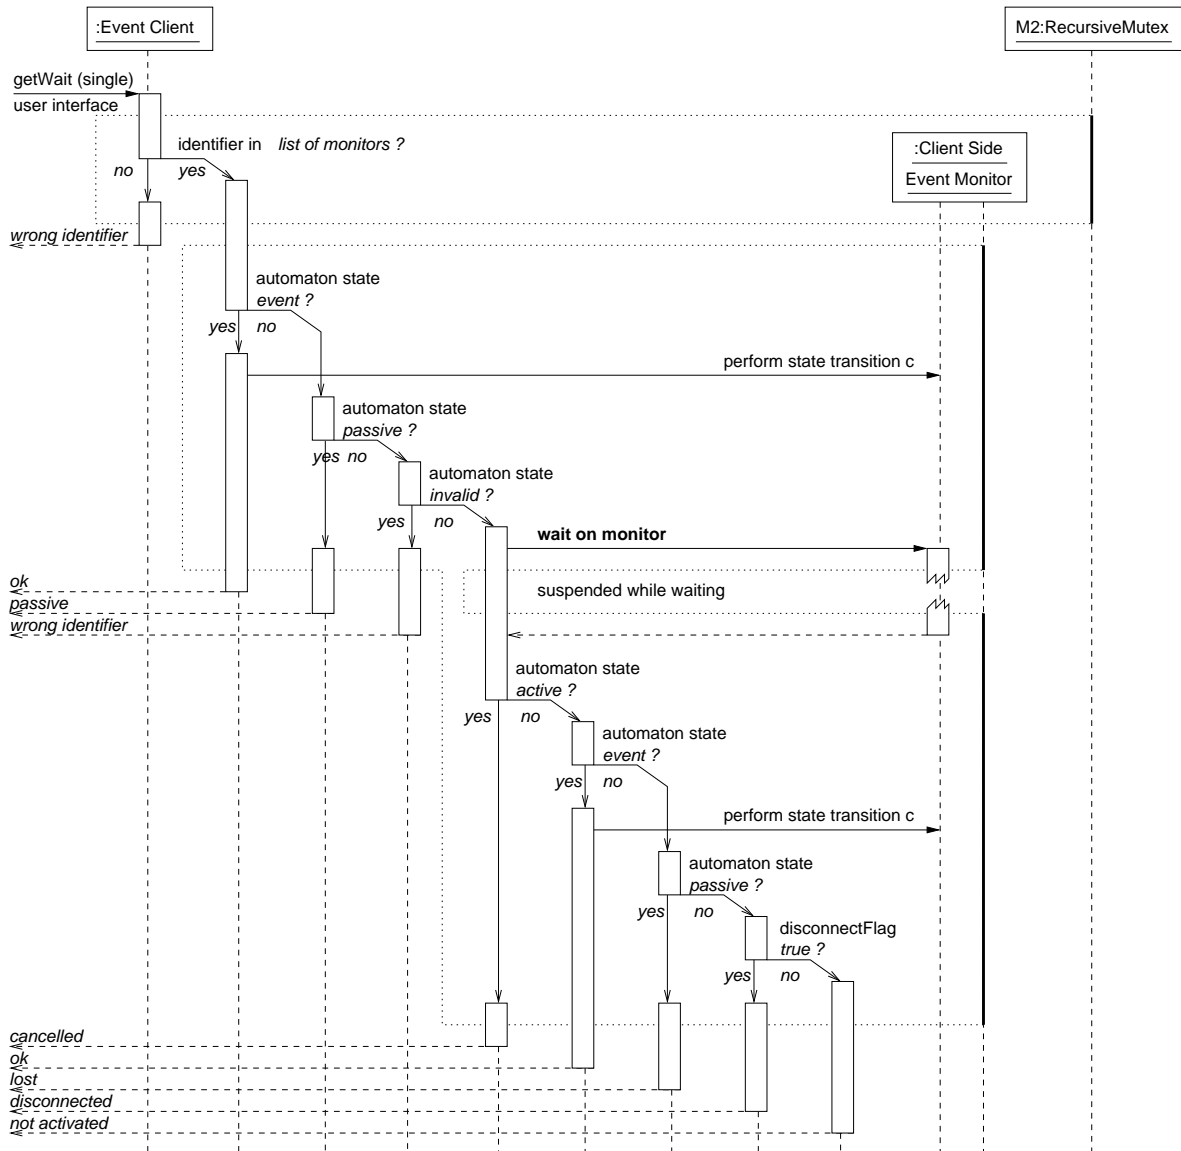 :Event Client
M2:RecursiveMutex
getWait (single)
user interface
identifier in list of monitors ?
no yes
:Client Side
Event Monitor
wrong identifier
automaton state
event ?
yes no
perform state transition c
automaton state
passive ?
yes no
automaton state
invalid ?
yes no
wait on monitor
ok
suspended while waiting
passive
wrong identifier
automaton state
active ?
yes no
automaton state
event ?
yes no
perform state transition c
automaton state
passive ?
yes no
disconnectFlag
true ?
yes no
cancelled
ok
lost
disconnected
not activated